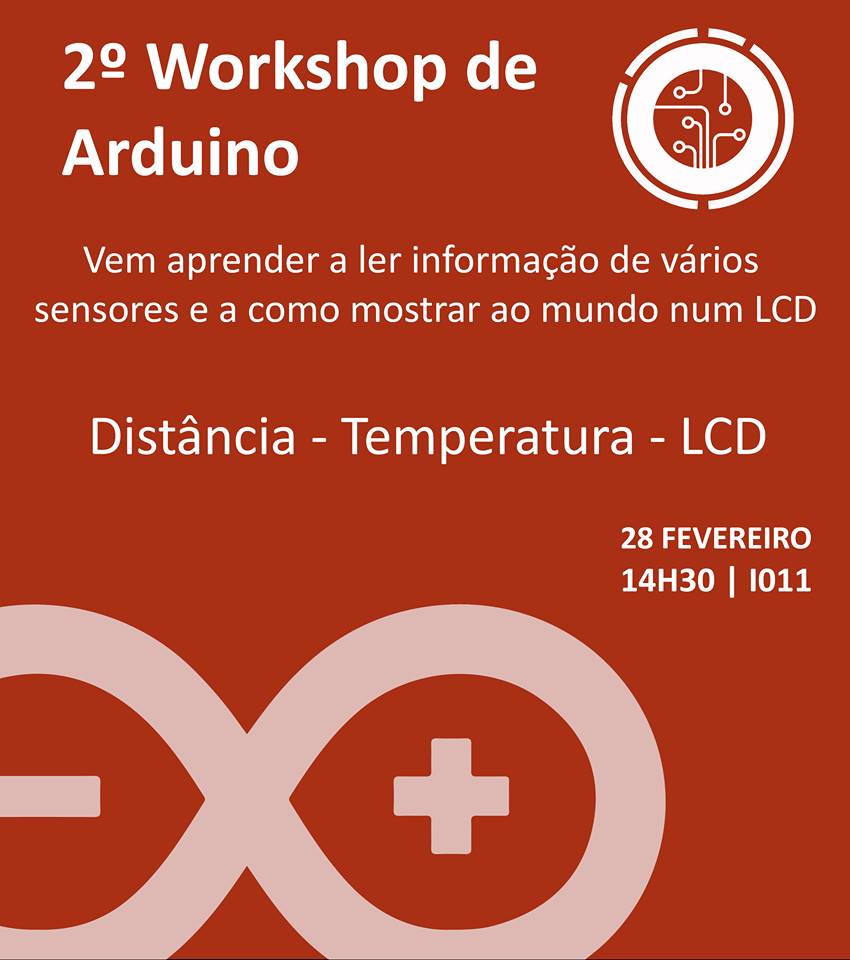 2º Workshop de
Arduino
Vem aprender a ler informação de vários
sensores e a como mostrar ao mundo num LCD
Distância - Temperatura - LCD
28 FEVEREIRO
14H30 | I011